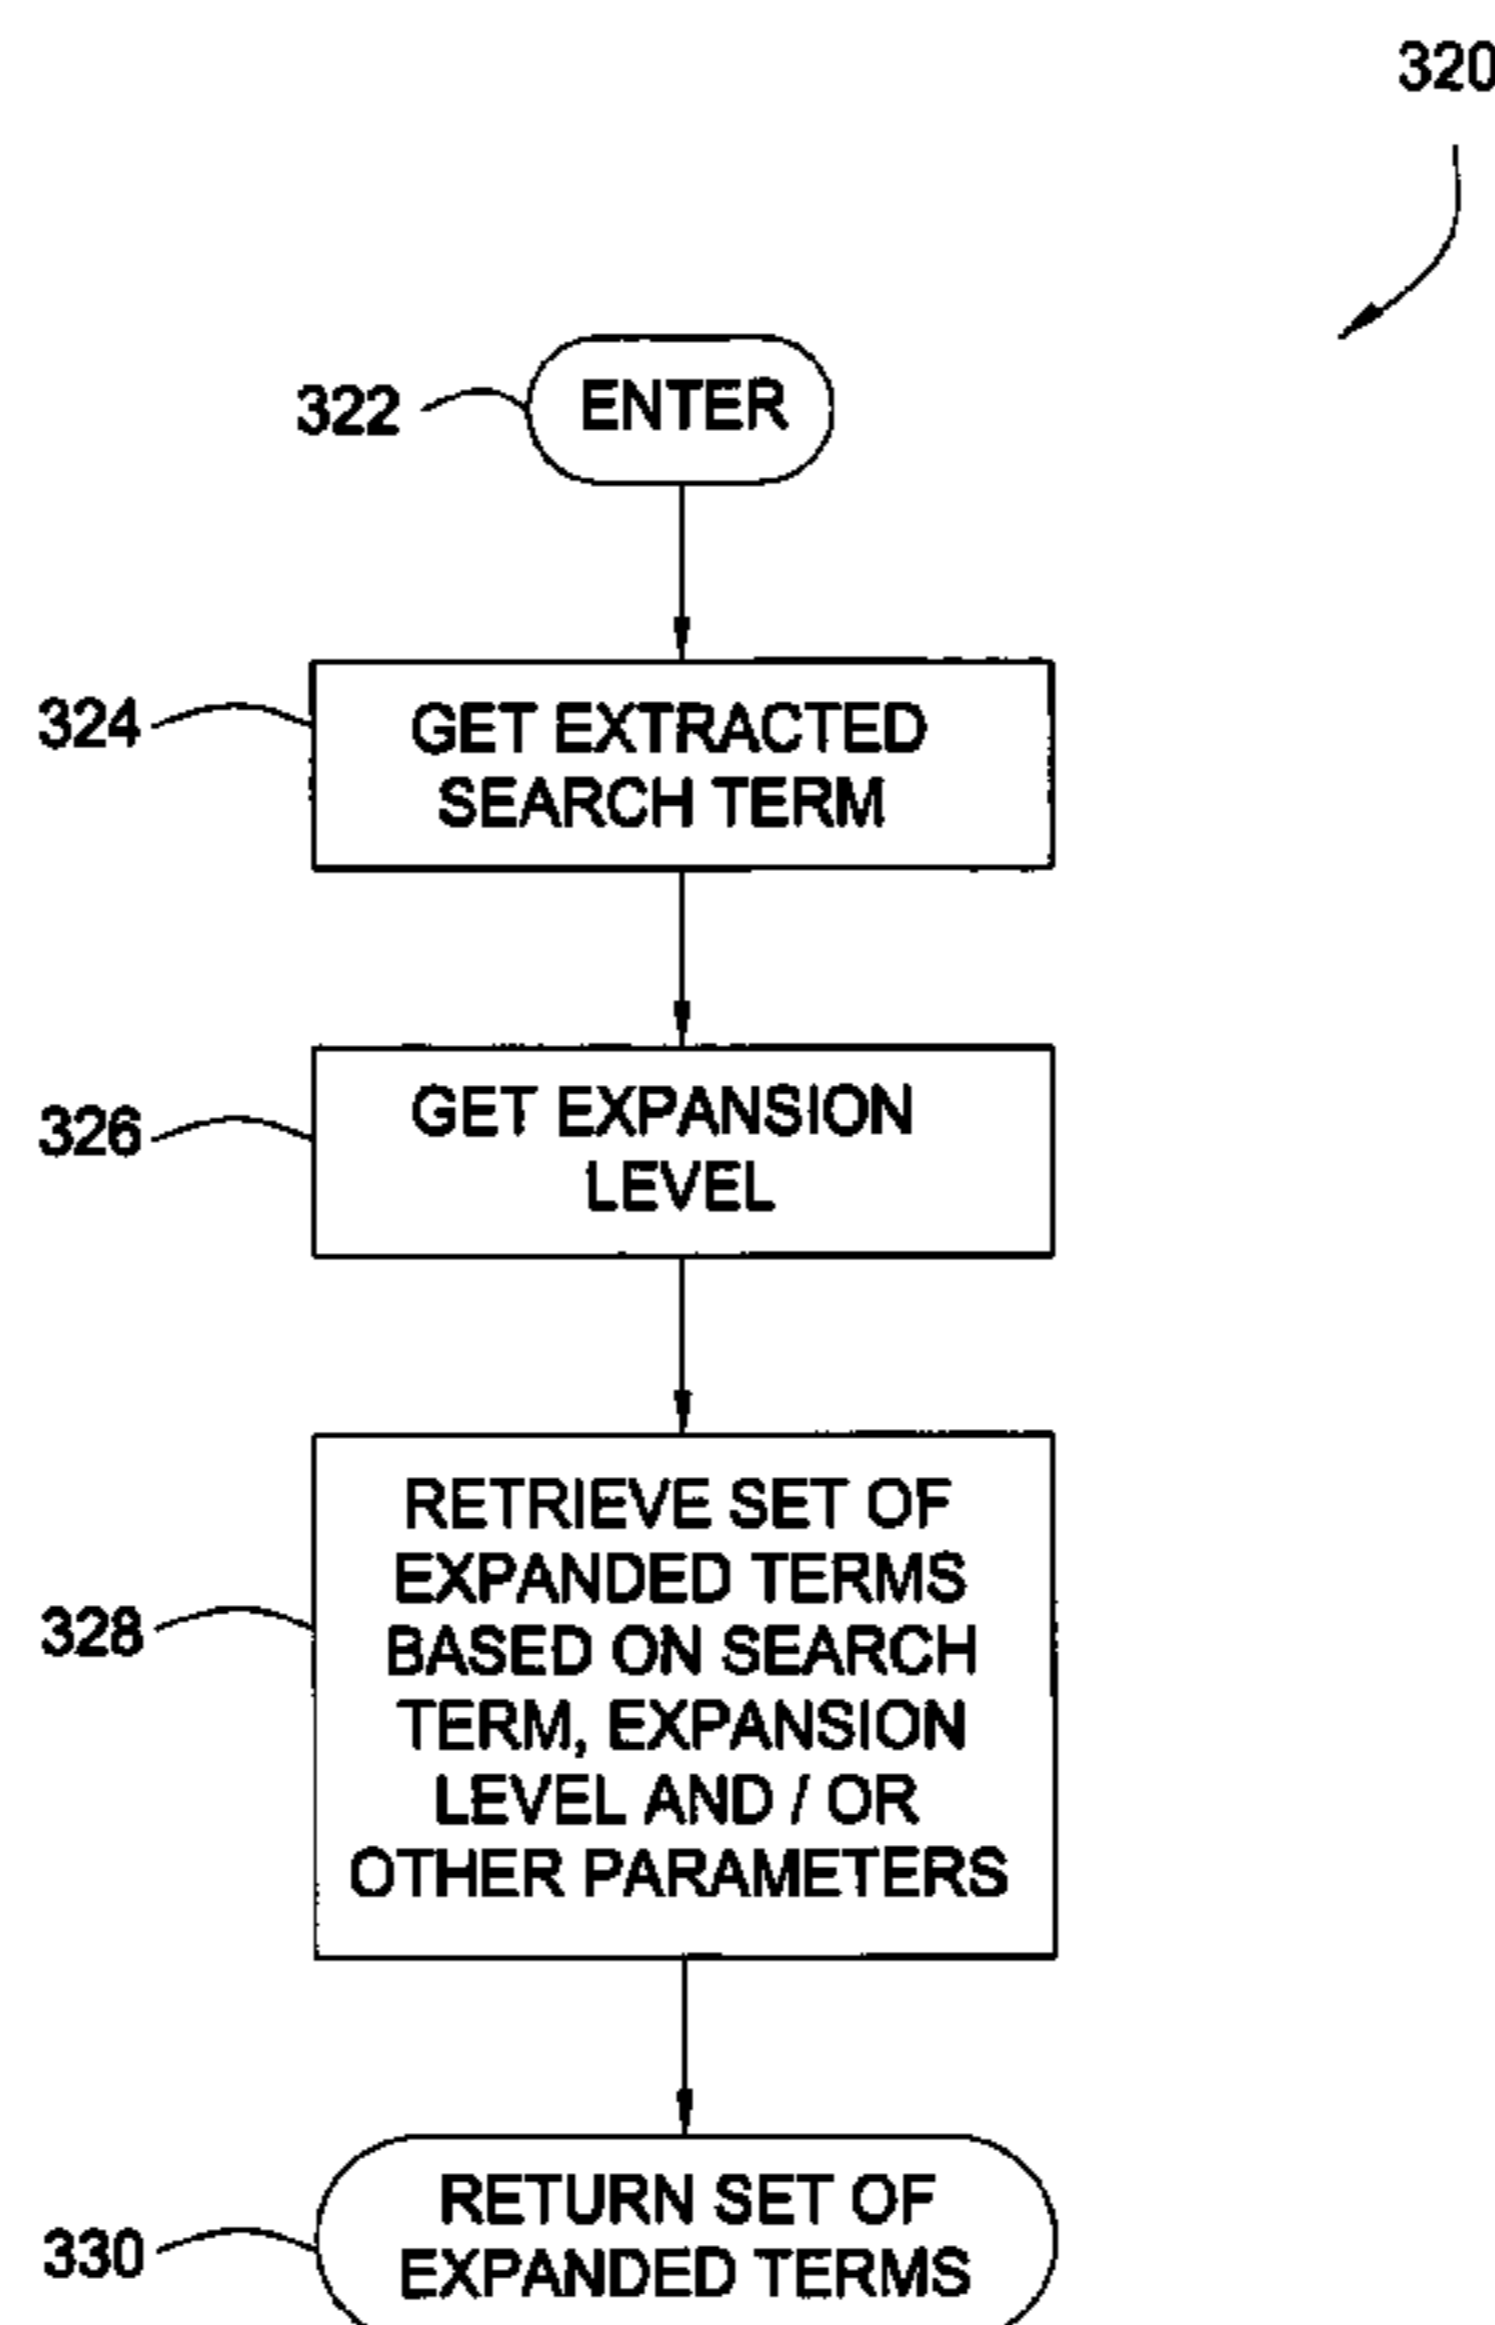 320
322
ENTER
324
GET EXTRACTED
SEARCH TERM
326
GET EXPANSION
LEVEL
328
RETRIEVE SET OF
EXPANDED TERMS
BASED ON SEARCH
TERM, EXPANSION
LEVEL AND / OR
OTHER PARAMETERS
330
RETURN SET OF
EXPANDED TERMS